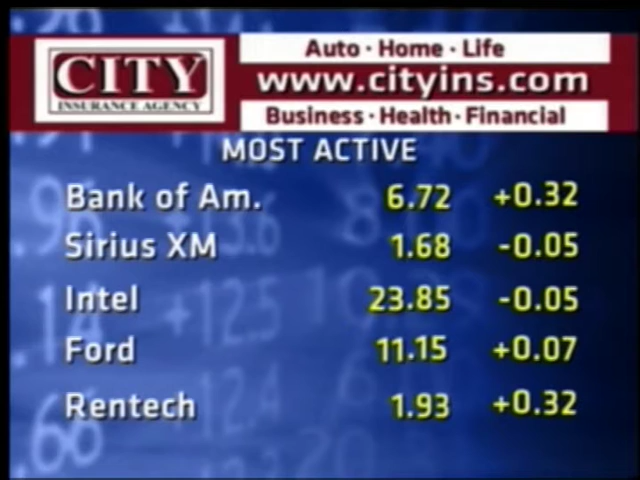 CITY
INSURANCE AGENCY
Auto · Home · Life
www.cityins.com
Business · Health · Financial
MOST ACTIVE
Bank of Am. 6.72 +0.32
Sirius XM 1.68 -0.05
Intel 23.85 -0.05
Ford 11.15 +0.07
Rentech 1.93 +0.32